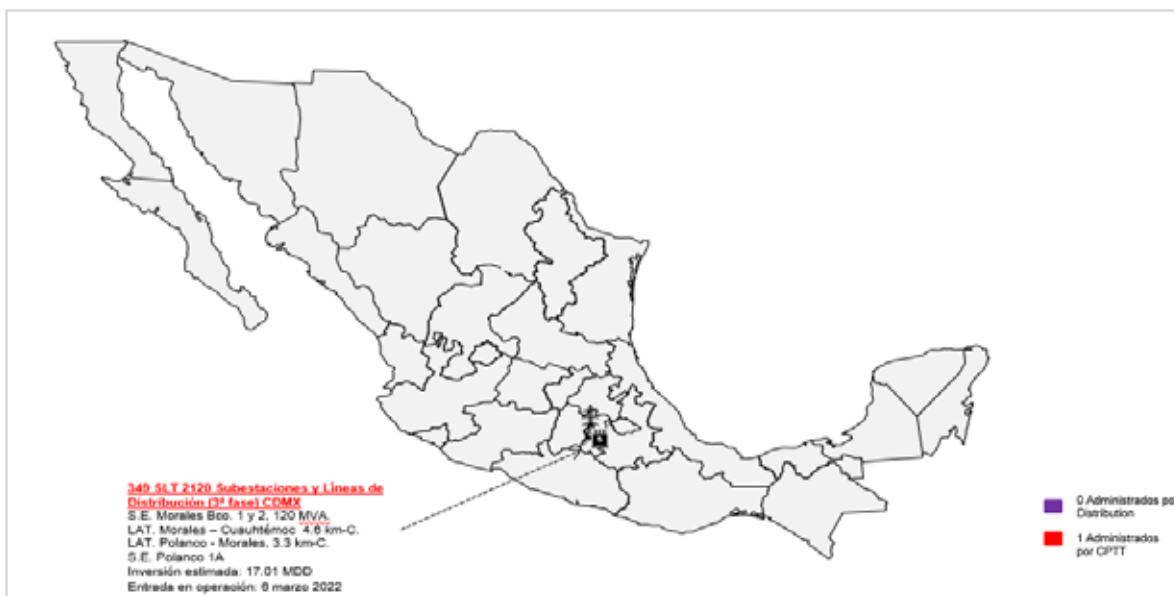 349 SLT 2120 Subestaciones y Líneas de
Distribución (3ª fase) CDMX
S.E. Morales Bco. 1 y 2, 120 MVA.
LAT. Morales – Cuauhtémoc 4.6 km-C.
LAT. Polanco - Morales, 3.3 km-C.
S.E. Polanco 1A
Inversión estimada: 17.01 MDD
Entrada en operación: 6 marzo 2022
0 Administrados po
Distribution
1 Administrados
por CPTT